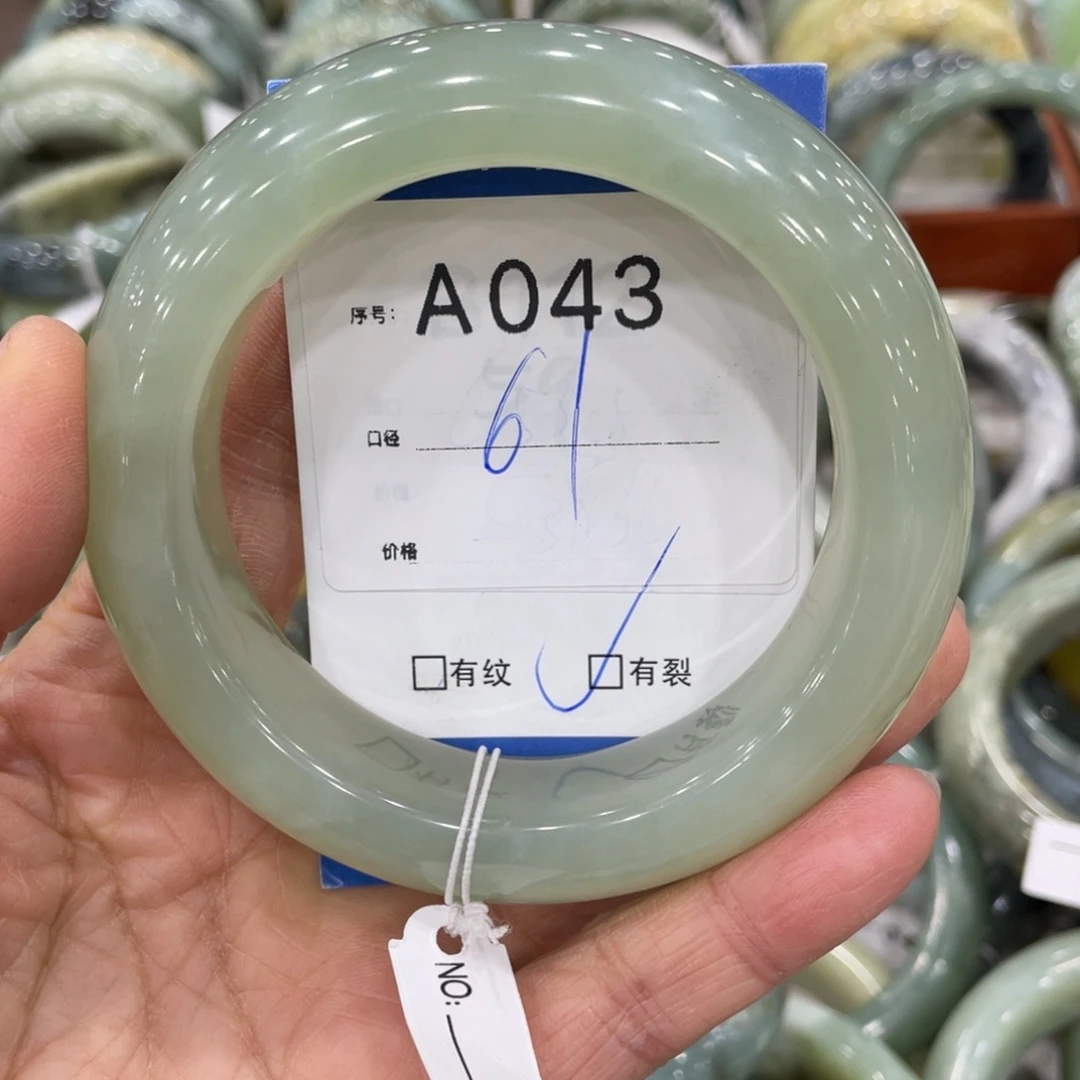 序号: A043
口径 61
价格
□有纹 □有裂
NO: